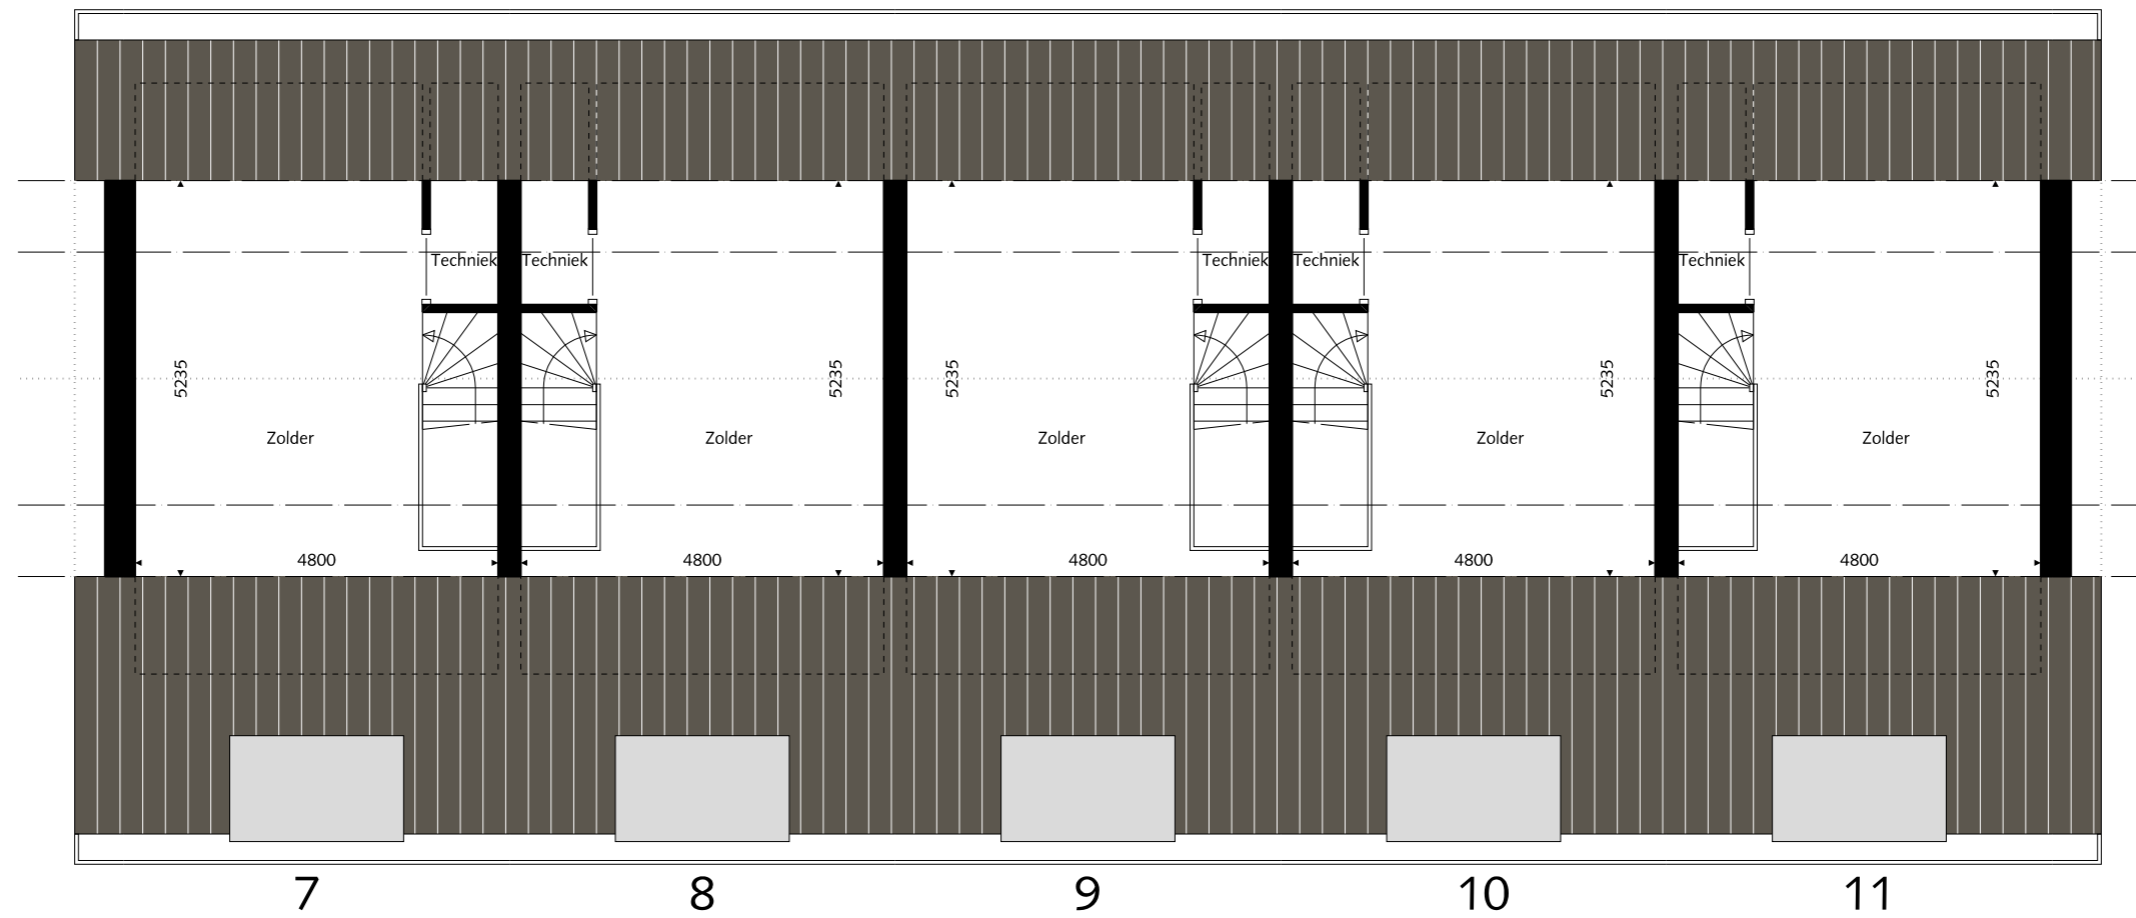 Techniek Techniek Techniek Techniek Techniek
5235 5235 5235 5235 5235
Zolder Zolder Zolder Zolder Zolder
4800 4800 4800 4800 4800
7 8 9 10 11